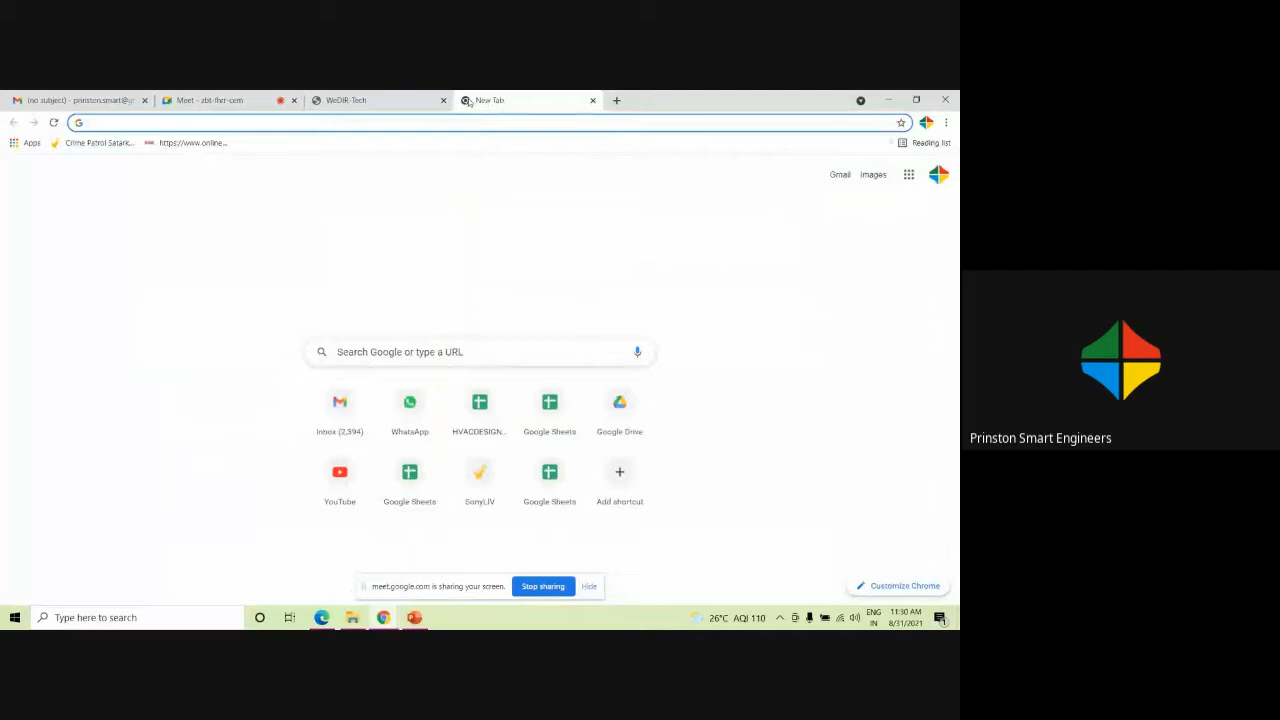 (no subject) - prinston.smart@g
Meet - zbt-fhrr-cem
WeDIR-Tech
New Tab
Apps
Crime Patrol Satark...
https://www.online...
Reading list
Gmail
Images
Search Google or type a URL
Inbox (2,394)
WhatsApp
HVACDESIGN...
Google Sheets
Google Drive
YouTube
Google Sheets
SonyLIV
Google Sheets
Add shortcut
meet.google.com is sharing your screen.
Stop sharing
Hide
Customize Chrome
Type here to search
26°C AQI 110
ENG
IN
11:30 AM
8/31/2021
Prinston Smart Engineers